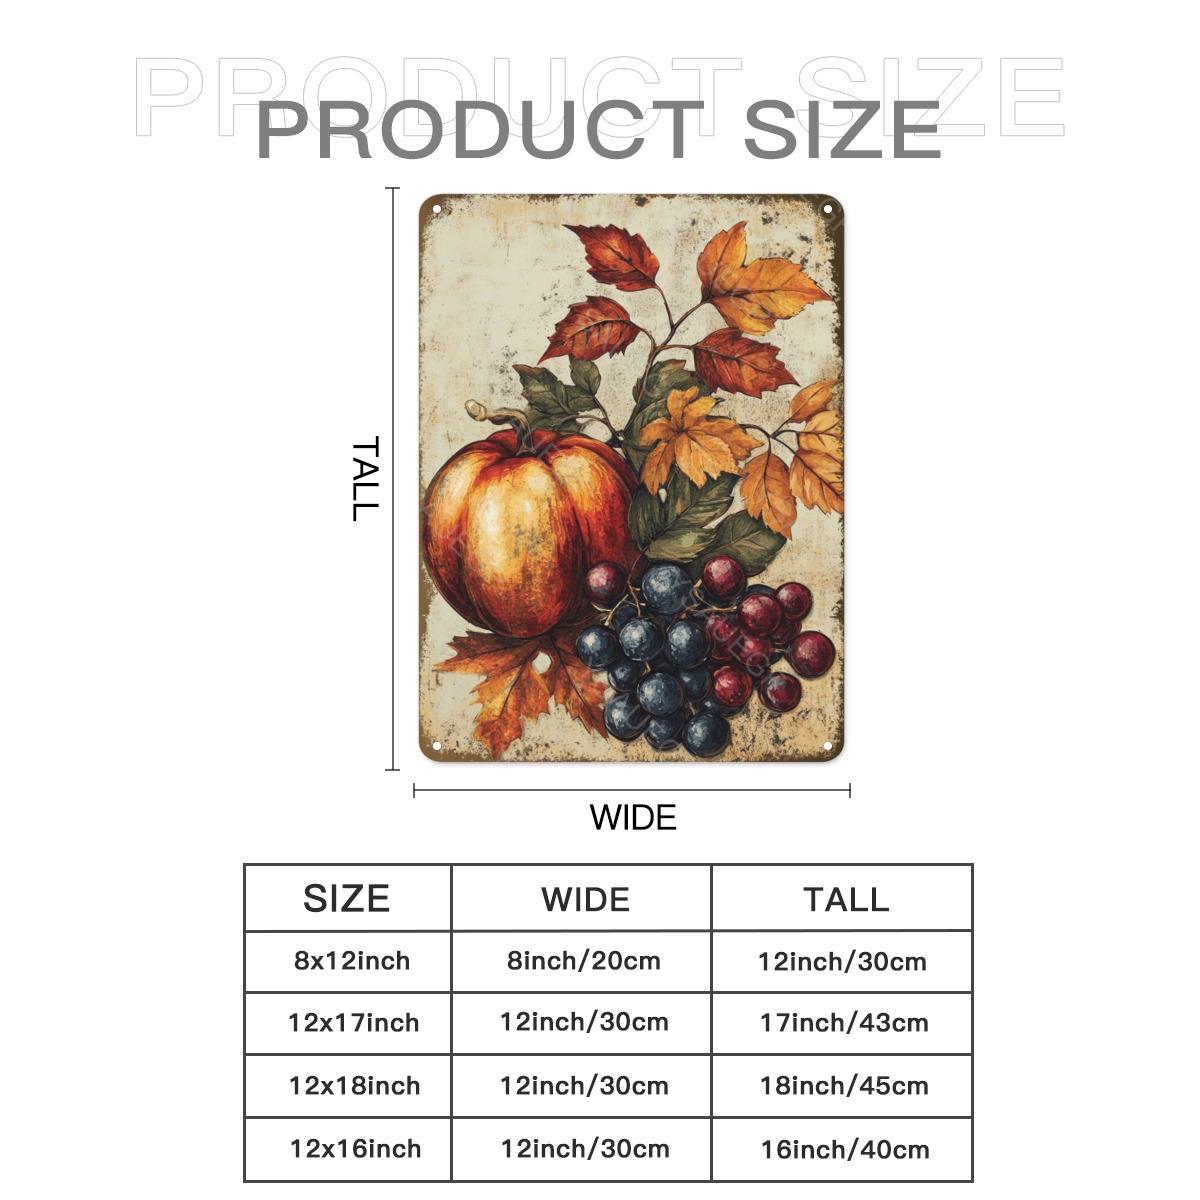 PRODUCT SIZE
PRODUCT SIZE
TALL
WIDE
SIZE WIDE TALL
8x12inch 8inch/20cm 12inch/30cm
12x17inch 12inch/30cm 17inch/43cm
12x18inch 12inch/30cm 18inch/45cm
12x16inch 12inch/30cm 16inch/40cm